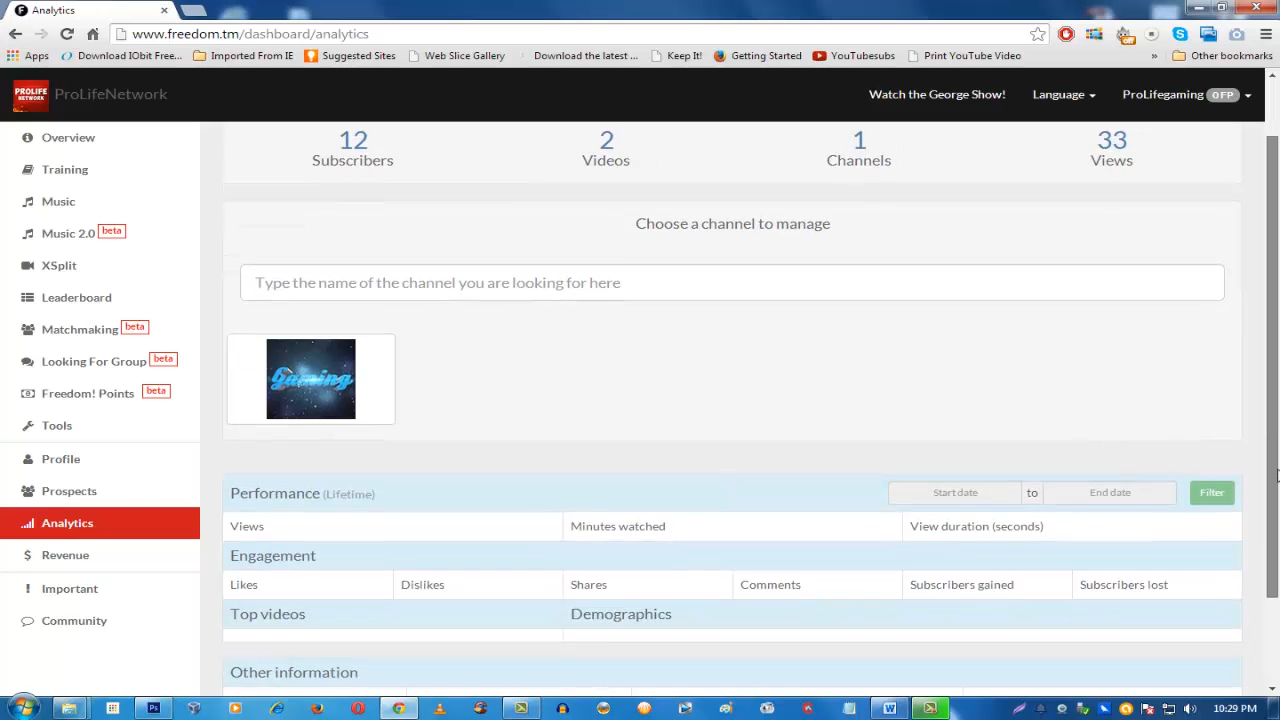 Analytics
www.freedom.tm/dashboard/analytics
Apps Download IObit Free... Imported From IE Suggested Sites Web Slice Gallery Download the latest ... Keep It! Getting Started YouTubesubs Print YouTube Video » Other bookmarks
PROLIFE NETWORK ProLifeNetwork Watch the George Show! Language ProLifegaming OFP
Overview
Training
Music
Music 2.0 beta
XSplit
Leaderboard
Matchmaking beta
Looking For Group beta
Freedom! Points beta
Tools
Profile
Prospects
Analytics
Revenue
Important
Community
12 2 1 33
Subscribers Videos Channels Views
Choose a channel to manage
Type the name of the channel you are looking for here
Gaming
Performance (Lifetime) Start date to End date Filter
Views Minutes watched View duration (seconds)
Engagement
Likes Dislikes Shares Comments Subscribers gained Subscribers lost
Top videos Demographics
Other information
10:29 PM